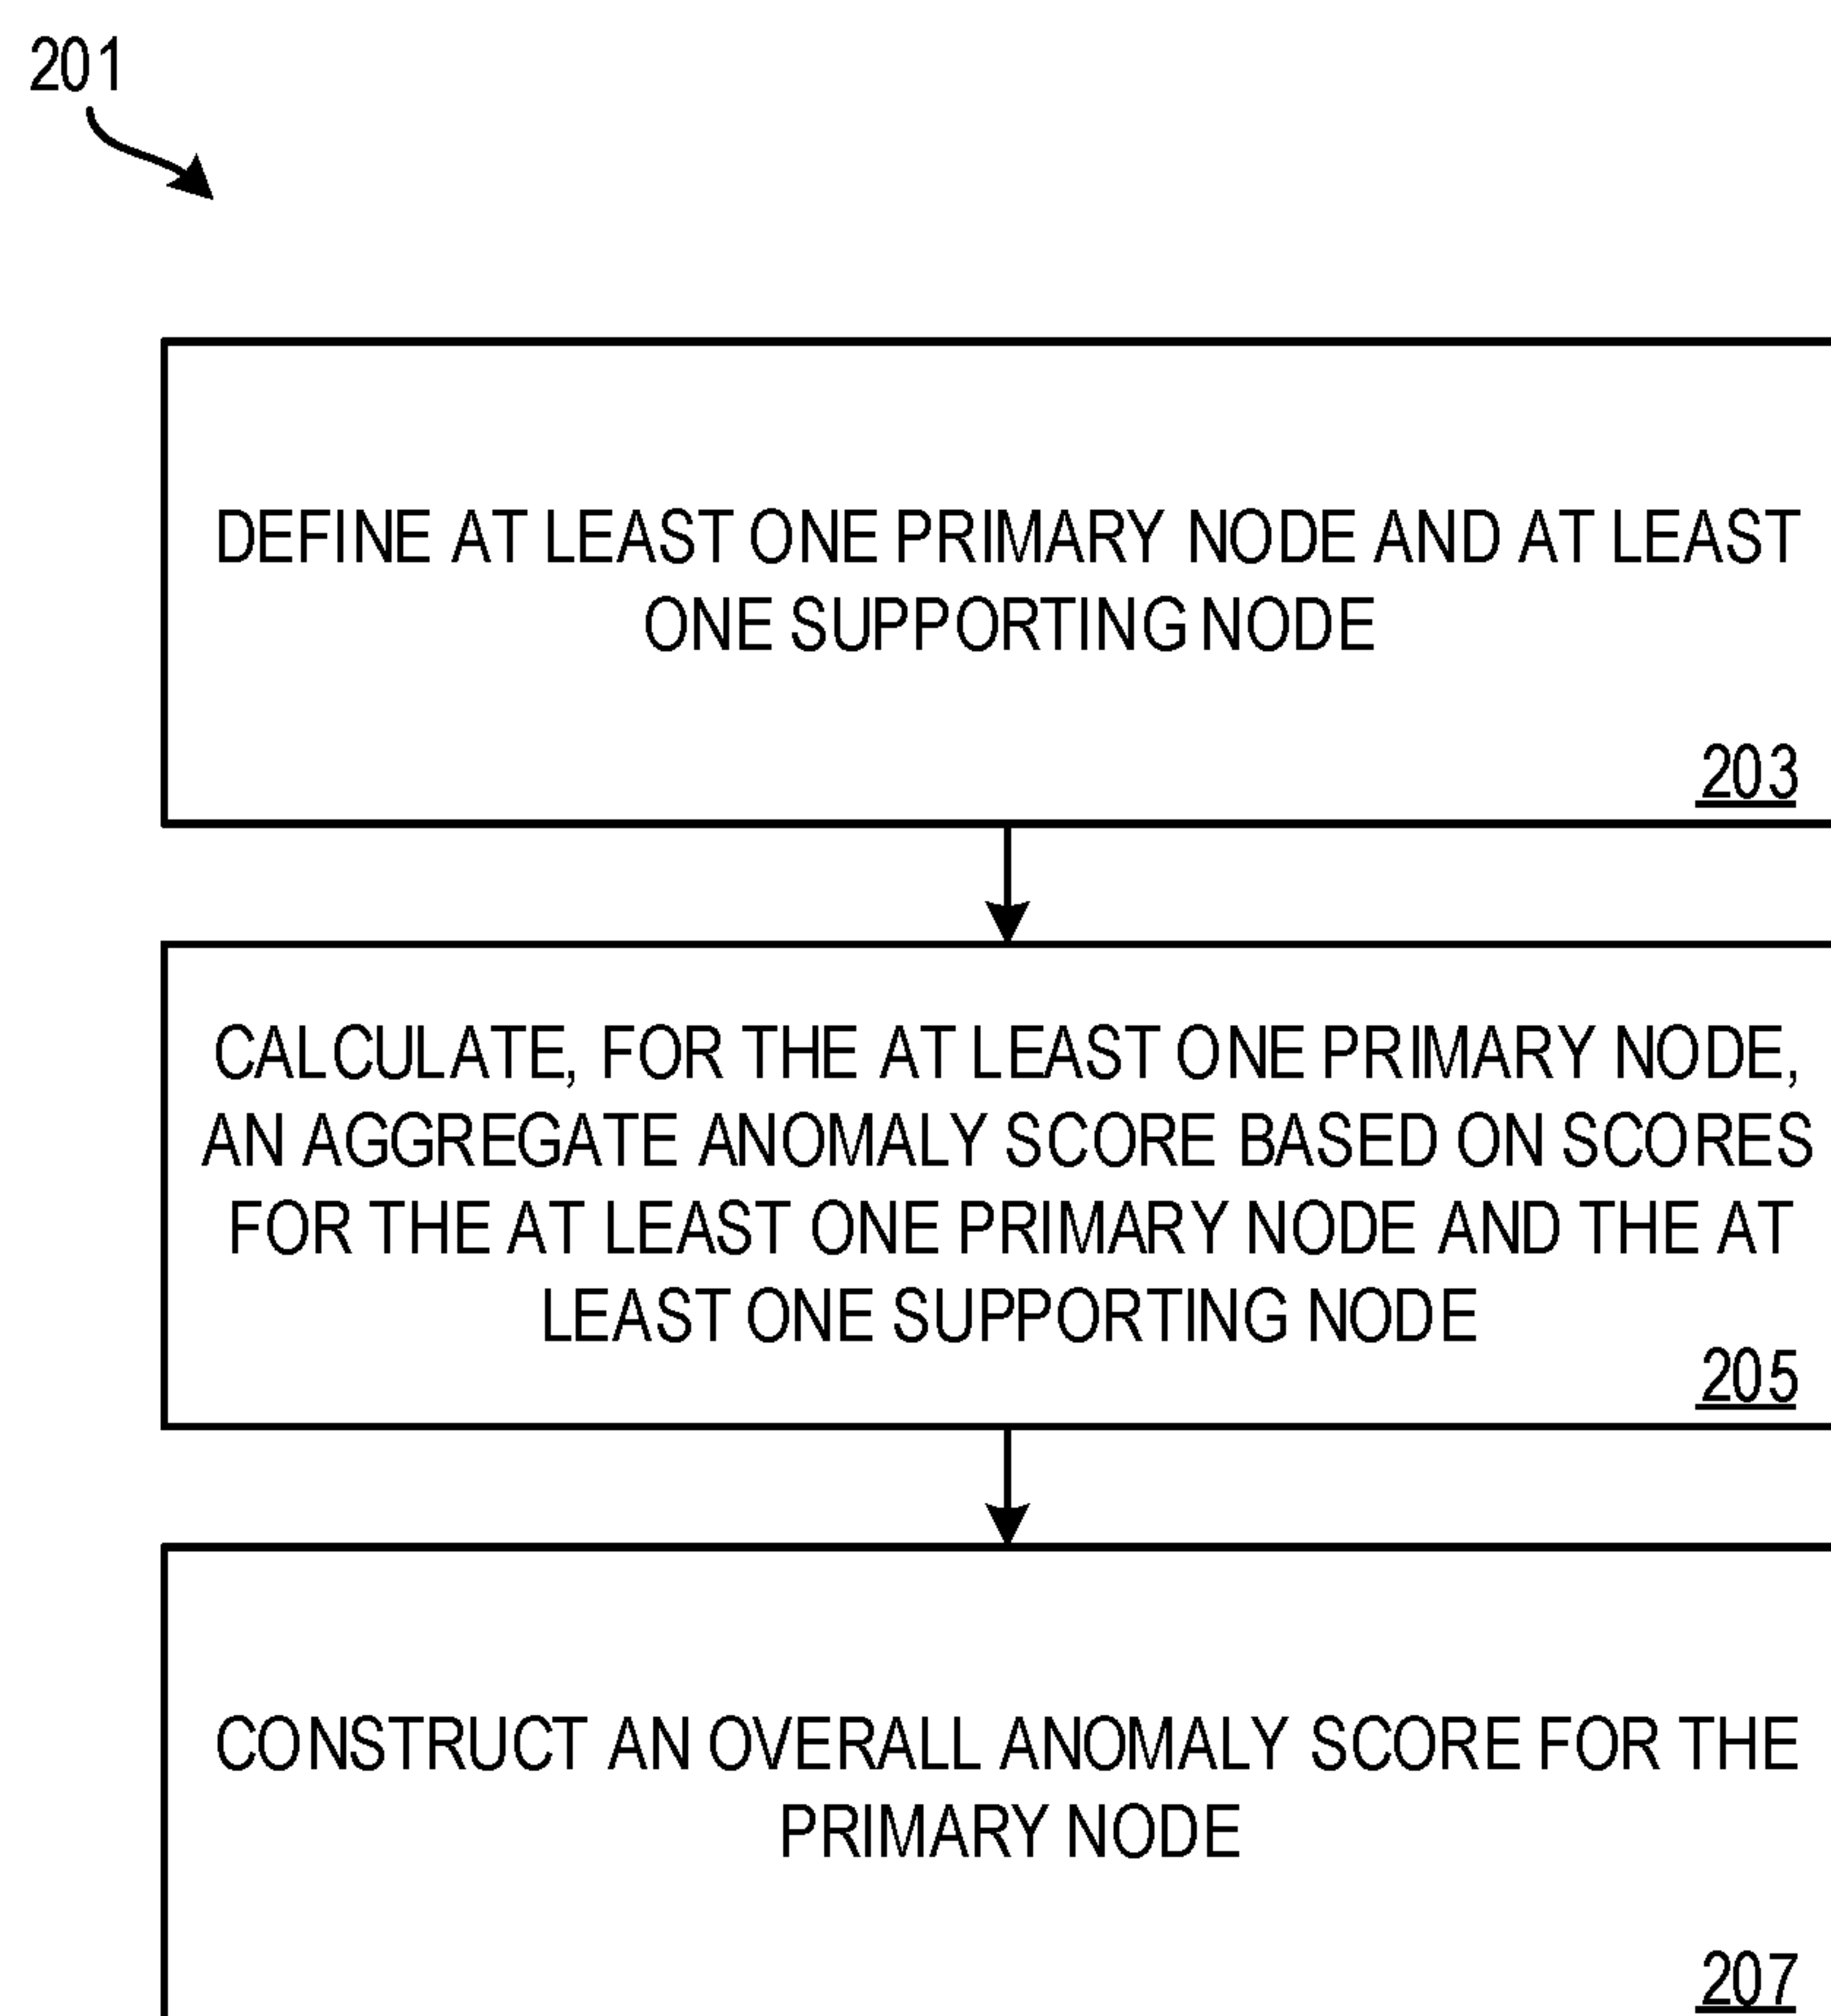 201
DEFINE AT LEAST ONE PRIMARY NODE AND AT LEAST
ONE SUPPORTING NODE
203
CALCULATE, FOR THE AT LEAST ONE PRIMARY NODE,
AN AGGREGATE ANOMALY SCORE BASED ON SCORES
FOR THE AT LEAST ONE PRIMARY NODE AND THE AT
LEAST ONE SUPPORTING NODE
205
CONSTRUCT AN OVERALL ANOMALY SCORE FOR THE
PRIMARY NODE
207